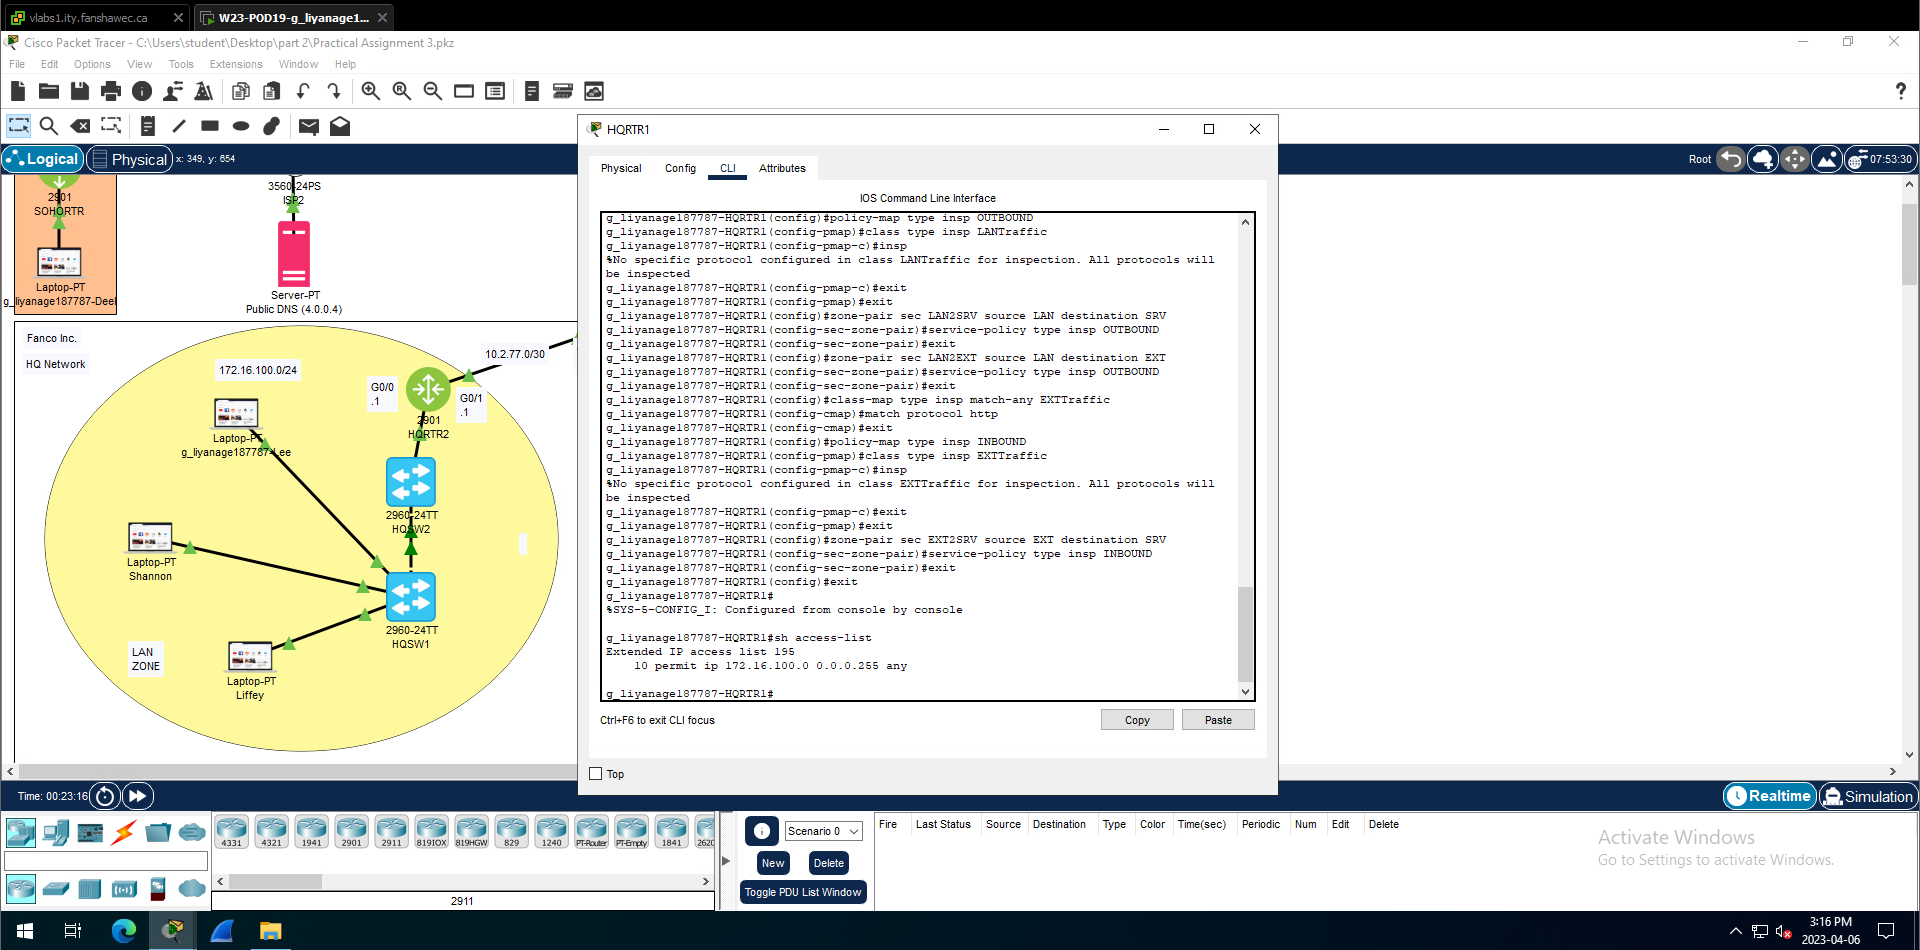 vlabs1.ity.fanshawec.ca
W23-POD19-g_liyanage1...
Cisco Packet Tracer - C:\Users\student\Desktop\part 2\Practical Assignment 3.pkz
File Edit Options View Tools Extensions Window Help
Logical Physical x: 349, y: 654
Root 07:53:30
2901
SOHORTR
Laptop-PT
g_liyanage187787-Deel
3560-24PS
ISP2
Server-PT
Public DNS (4.0.0.4)
Fanco Inc.
HQ Network
172.16.100.0/24
10.2.77.0/30
G0/0
.1
G0/1
.1
2901
HQRTR2
Laptop-PT
g_liyanage187787-Lee
2960-24TT
HQSW2
Laptop-PT
Shannon
2960-24TT
HQSW1
LAN
ZONE
Laptop-PT
Liffey
HQRTR1
Physical Config CLI Attributes
IOS Command Line Interface
g_liyanage187787-HQRTR1(config)#policy-map type insp OUTBOUND
g_liyanage187787-HQRTR1(config-pmap)#class type insp LANTraffic
g_liyanage187787-HQRTR1(config-pmap-c)#insp
%No specific protocol configured in class LANTraffic for inspection. All protocols will
be inspected
g_liyanage187787-HQRTR1(config-pmap-c)#exit
g_liyanage187787-HQRTR1(config-pmap)#exit
g_liyanage187787-HQRTR1(config)#zone-pair sec LAN2SRV source LAN destination SRV
g_liyanage187787-HQRTR1(config-sec-zone-pair)#service-policy type insp OUTBOUND
g_liyanage187787-HQRTR1(config-sec-zone-pair)#exit
g_liyanage187787-HQRTR1(config)#zone-pair sec LAN2EXT source LAN destination EXT
g_liyanage187787-HQRTR1(config-sec-zone-pair)#service-policy type insp OUTBOUND
g_liyanage187787-HQRTR1(config-sec-zone-pair)#exit
g_liyanage187787-HQRTR1(config)#class-map type insp match-any EXTTraffic
g_liyanage187787-HQRTR1(config-cmap)#match protocol http
g_liyanage187787-HQRTR1(config-cmap)#exit
g_liyanage187787-HQRTR1(config)#policy-map type insp INBOUND
g_liyanage187787-HQRTR1(config-pmap)#class type insp EXTTraffic
g_liyanage187787-HQRTR1(config-pmap-c)#insp
%No specific protocol configured in class EXTTraffic for inspection. All protocols will
be inspected
g_liyanage187787-HQRTR1(config-pmap-c)#exit
g_liyanage187787-HQRTR1(config-pmap)#exit
g_liyanage187787-HQRTR1(config)#zone-pair sec EXT2SRV source EXT destination SRV
g_liyanage187787-HQRTR1(config-sec-zone-pair)#service-policy type insp INBOUND
g_liyanage187787-HQRTR1(config-sec-zone-pair)#exit
g_liyanage187787-HQRTR1(config)#exit
g_liyanage187787-HQRTR1#
%SYS-5-CONFIG_I: Configured from console by console
g_liyanage187787-HQRTR1#sh access-list
Extended IP access list 195
10 permit ip 172.16.100.0 0.0.0.255 any
g_liyanage187787-HQRTR1#
Ctrl+F6 to exit CLI focus
Copy Paste
Top
Time: 00:23:16
Realtime Simulation
4331 4321 1941 2901 2911 819IOX 819HGW 829 1240 PT-Router PT-Empty 1841 2620
2911
Scenario 0
New Delete
Toggle PDU List Window
Fire Last Status Source Destination Type Color Time(sec) Periodic Num Edit Delete
Activate Windows
Go to Settings to activate Windows.
3:16 PM
2023-04-06